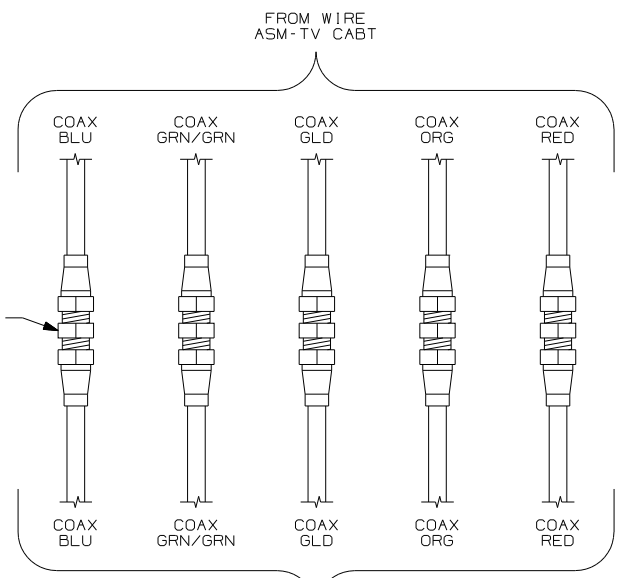 FROM WIRE
ASM-TV CABT
COAX COAX COAX COAX COAX
BLU GRN/GRN GLD ORG RED
COAX COAX COAX COAX COAX
BLU GRN/GRN GLD ORG RED